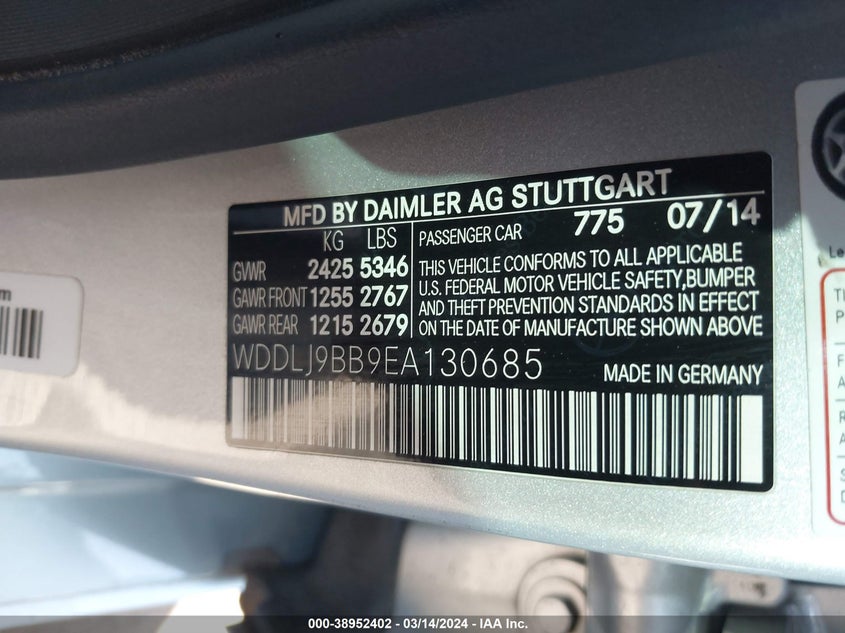 MFD BY DAIMLER AG STUTTGART
KG LBS
GVWR 2425 5346
GAWR FRONT 1255 2767
GAWR REAR 1215 2679
PASSENGER CAR 775 07/14
THIS VEHICLE CONFORMS TO ALL APPLICABLE
U.S. FEDERAL MOTOR VEHICLE SAFETY,BUMPER
AND THEFT PREVENTION STANDARDS IN EFFECT
ON THE DATE OF MANUFACTURE SHOWN ABOVE
WDDLJ9BB9EA130685
MADE IN GERMANY
000-38952402 - 03/14/2024 - IAA Inc.